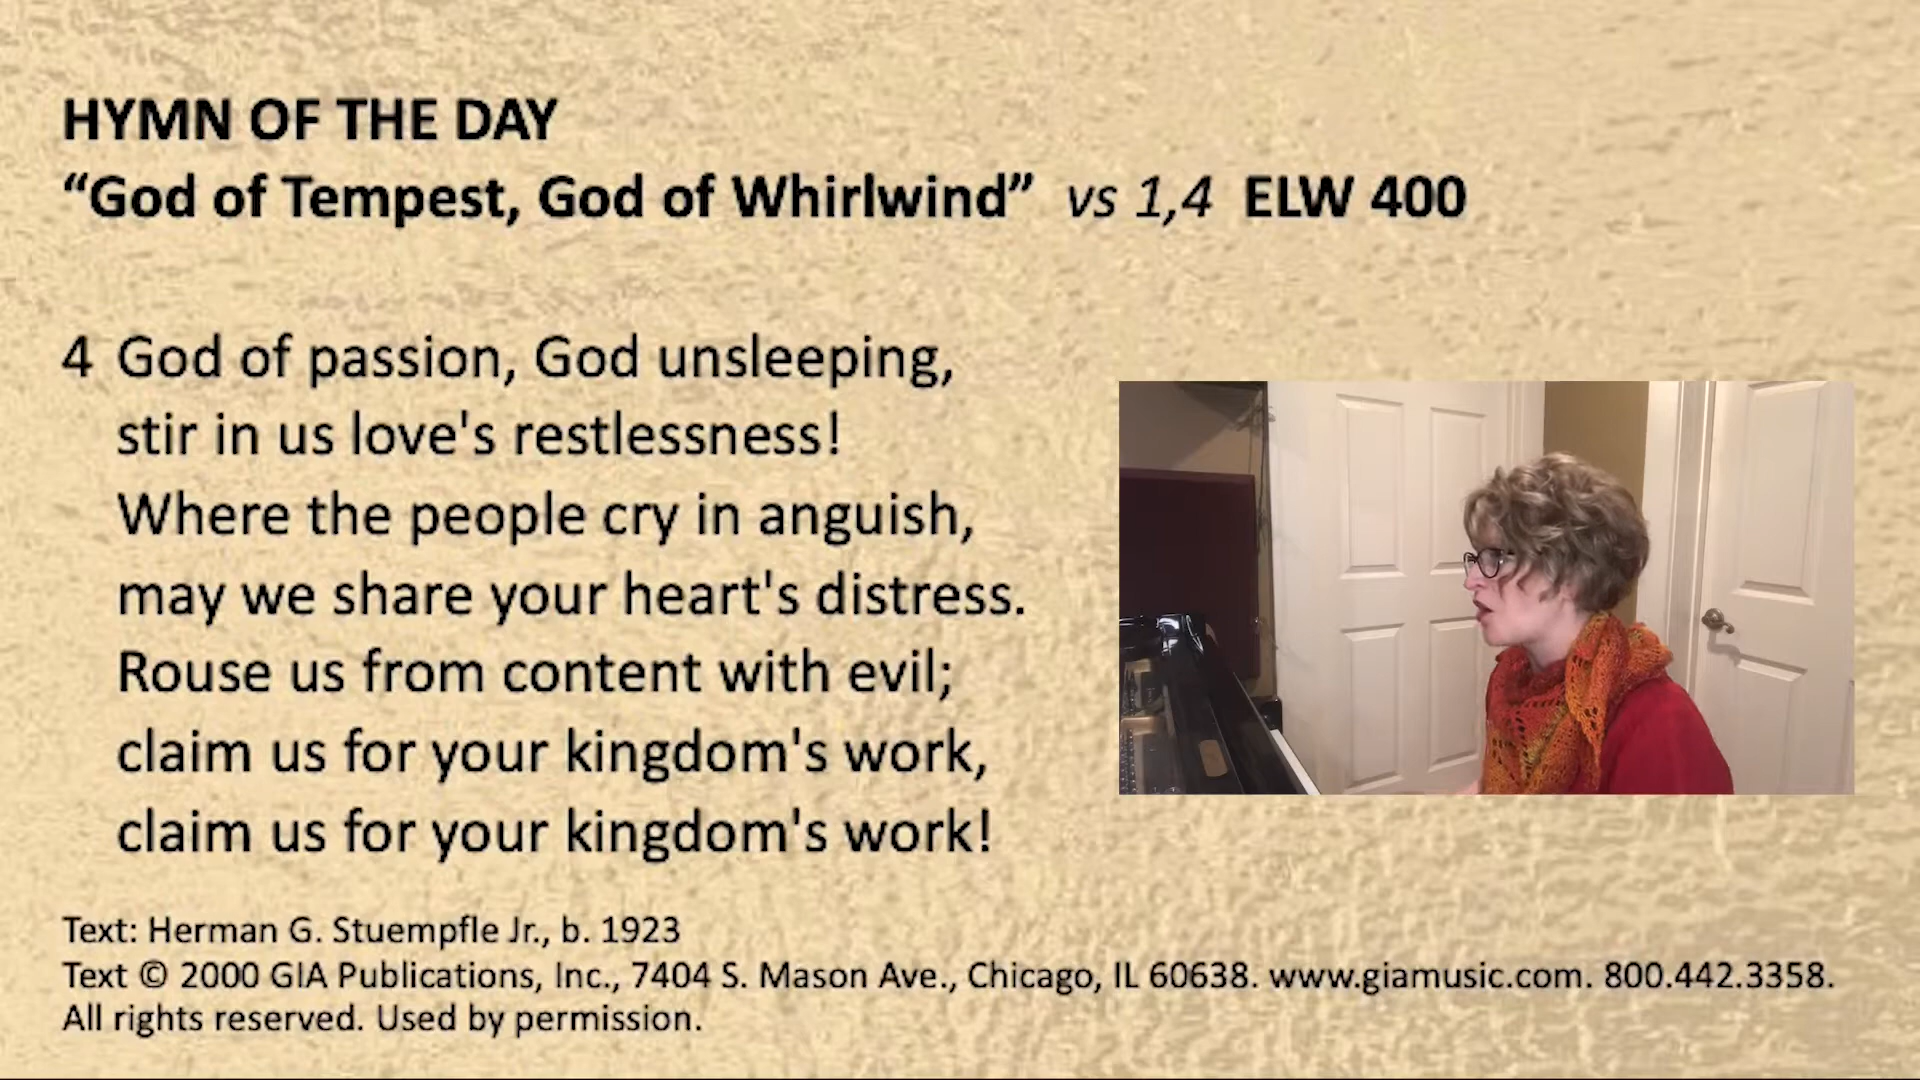 HYMN OF THE DAY
“God of Tempest, God of Whirlwind” vs 1,4 ELW 400
4 God of passion, God unsleeping,
stir in us love's restlessness!
Where the people cry in anguish,
may we share your heart's distress.
Rouse us from content with evil;
claim us for your kingdom's work,
claim us for your kingdom's work!
Text: Herman G. Stuempfle Jr., b. 1923
Text © 2000 GIA Publications, Inc., 7404 S. Mason Ave., Chicago, IL 60638. www.giamusic.com. 800.442.3358.
All rights reserved. Used by permission.